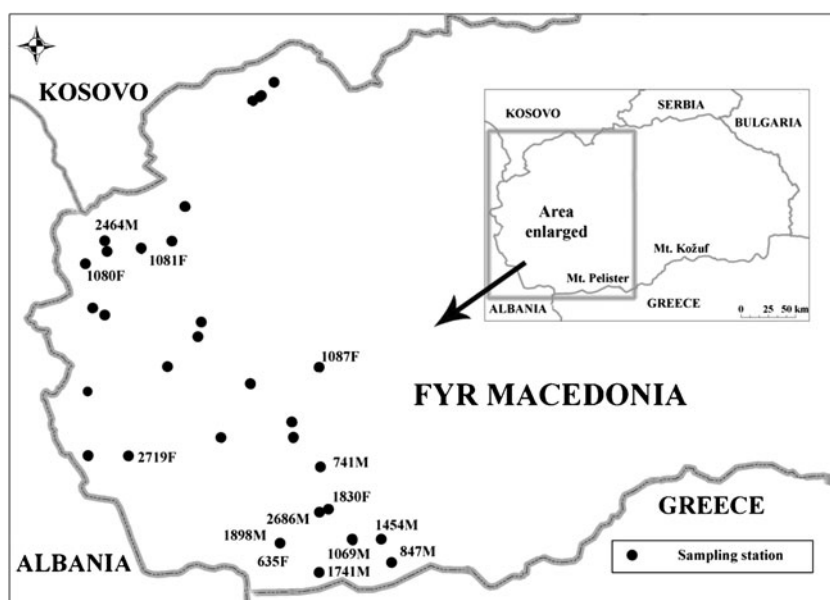 KOSOVO
SERBIA
KOSOVO
BULGARIA
2464M
Area
enlarged
1081F
Mt. Kožuf
1080F
Mt. Pelister
ALBANIA
GREECE
0 25 50 km
1087F
FYR MACEDONIA
2719F
741M
1830F
2686M
GREECE
1898M
1454M
1069M
847M
635F
ALBANIA
1741M
Sampling station